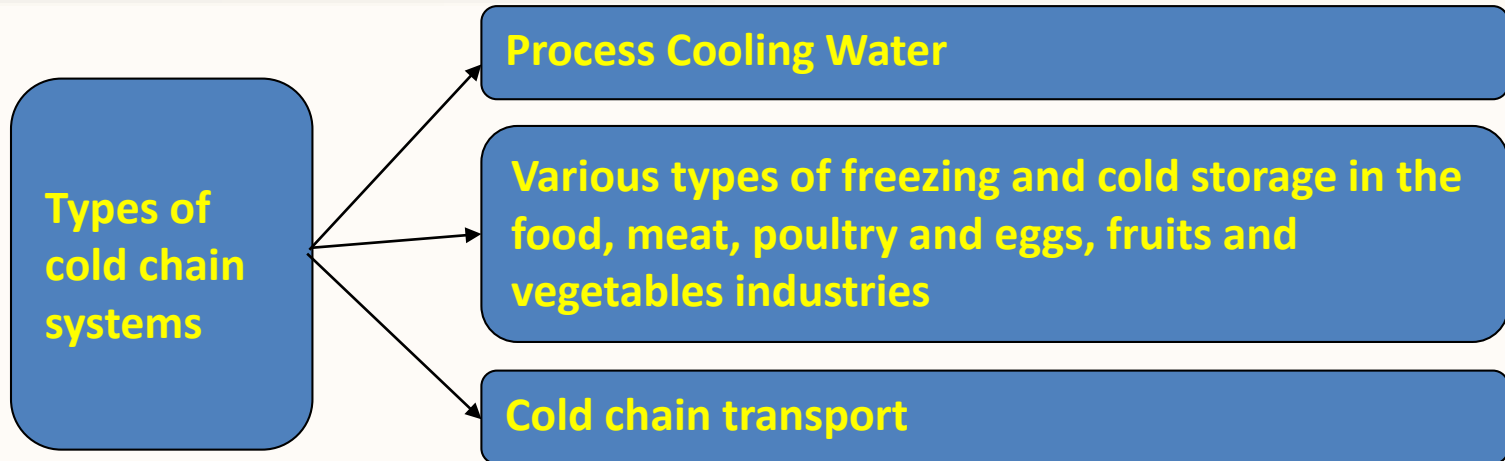 Types of
cold chain
systems
Process Cooling Water
Various types of freezing and cold storage in the
food, meat, poultry and eggs, fruits and
vegetables industries
Cold chain transport